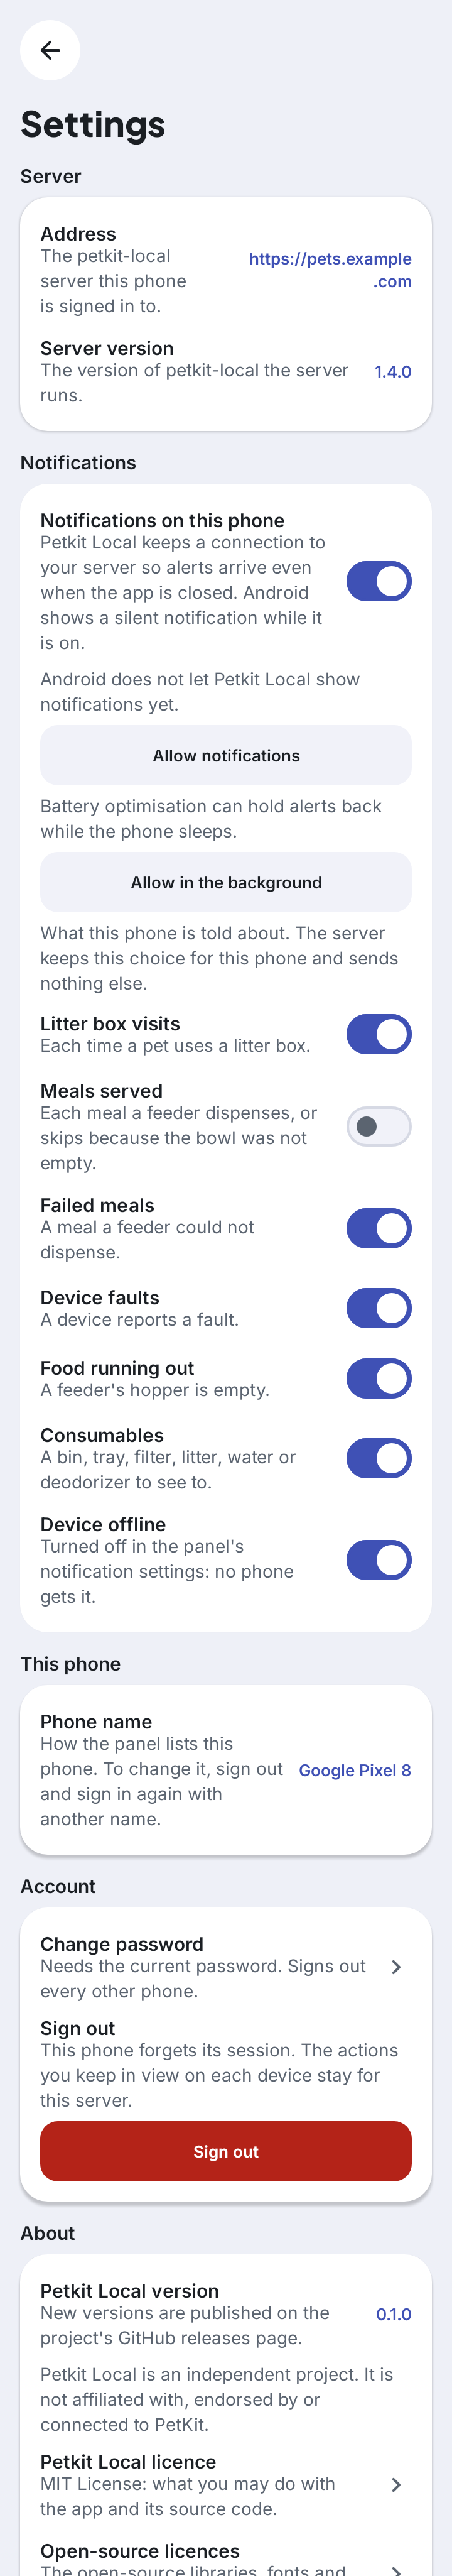 Settings
Server
Address
The petkit-local
server this phone
is signed in to.
https://pets.example
.com
Server version
The version of petkit-local the server
runs.
1.4.0
Notifications
Notifications on this phone
Petkit Local keeps a connection to
your server so alerts arrive even
when the app is closed. Android
shows a silent notification while it
is on.
Android does not let Petkit Local show
notifications yet.
Allow notifications
Battery optimisation can hold alerts back
while the phone sleeps.
Allow in the background
What this phone is told about. The server
keeps this choice for this phone and sends
nothing else.
Litter box visits
Each time a pet uses a litter box.
Meals served
Each meal a feeder dispenses, or
skips because the bowl was not
empty.
Failed meals
A meal a feeder could not
dispense.
Device faults
A device reports a fault.
Food running out
A feeder's hopper is empty.
Consumables
A bin, tray, filter, litter, water or
deodorizer to see to.
Device offline
Turned off in the panel's
notification settings: no phone
gets it.
This phone
Phone name
How the panel lists this
phone. To change it, sign out
and sign in again with
another name.
Google Pixel 8
Account
Change password
Needs the current password. Signs out
every other phone.
Sign out
This phone forgets its session. The actions
you keep in view on each device stay for
this server.
Sign out
About
Petkit Local version
New versions are published on the
project's GitHub releases page.
0.1.0
Petkit Local is an independent project. It is
not affiliated with, endorsed by or
connected to PetKit.
Petkit Local licence
MIT License: what you may do with
the app and its source code.
Open-source licences
The open-source libraries, fonts and